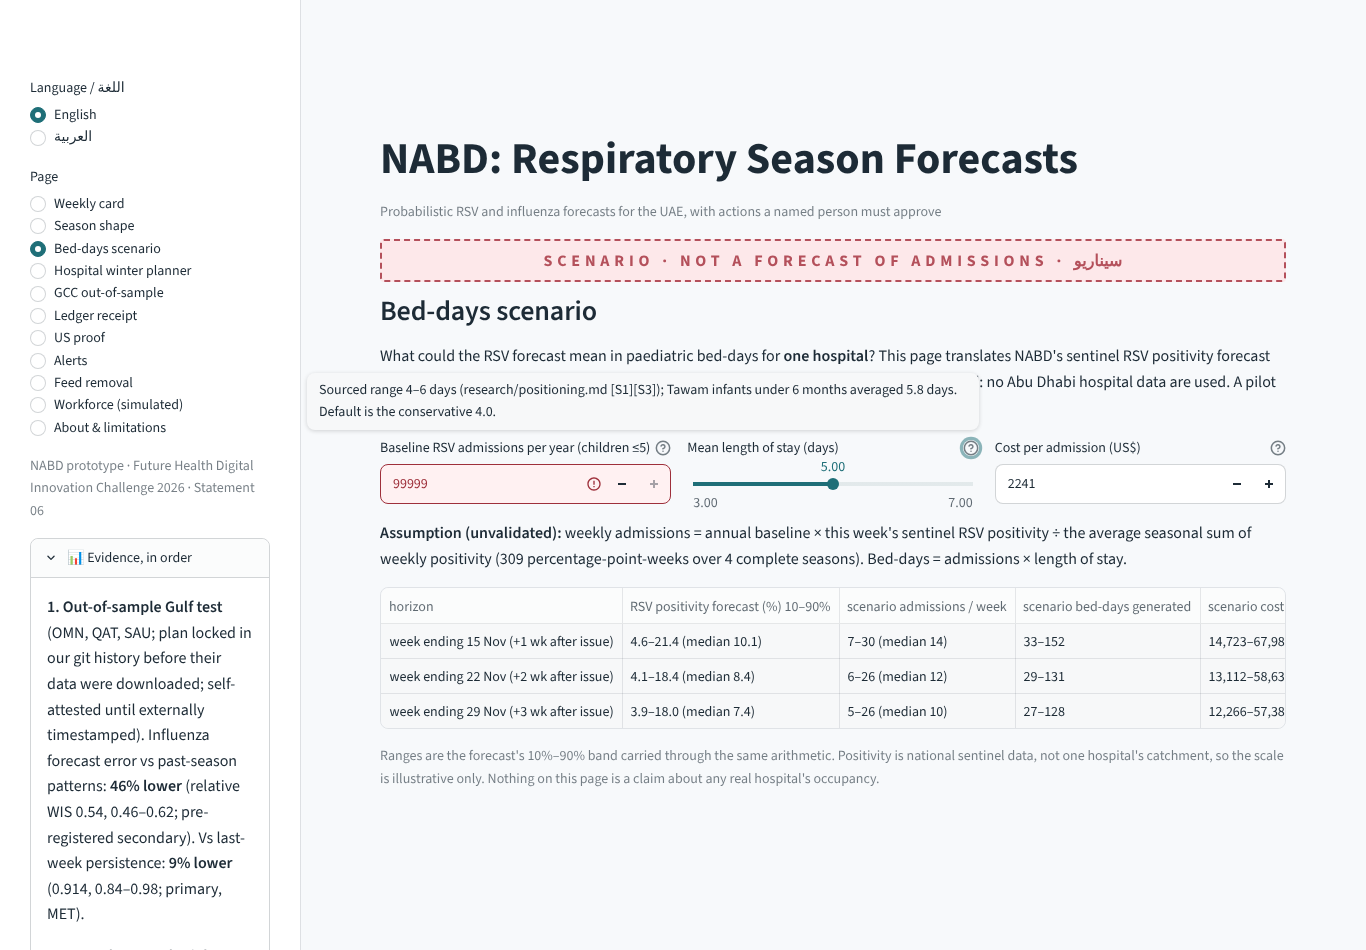 Language / اللغة
English
العربية
Page
Weekly card
Season shape
Bed-days scenario
Hospital winter planner
GCC out-of-sample
Ledger receipt
US proof
Alerts
Feed removal
Workforce (simulated)
About & limitations
NABD prototype · Future Health Digital
Innovation Challenge 2026 · Statement
06
📊 Evidence, in order
1. Out-of-sample Gulf test
(OMN, QAT, SAU; plan locked in
our git history before their
data were downloaded; self-
attested until externally
timestamped). Influenza
forecast error vs past-season
patterns: 46% lower (relative
WIS 0.54, 0.46–0.62; pre-
registered secondary). Vs last-
week persistence: 9% lower
(0.914, 0.84–0.98; primary,
MET).
NABD: Respiratory Season Forecasts
Probabilistic RSV and influenza forecasts for the UAE, with actions a named person must approve
SCENARIO · NOT A FORECAST OF ADMISSIONS · سيناريو
Bed-days scenario
What could the RSV forecast mean in paediatric bed-days for one hospital? This page translates NABD's sentinel RSV positivity forecast
: no Abu Dhabi hospital data are used. A pilot
Sourced range 4–6 days (research/positioning.md [S1][S3]); Tawam infants under 6 months averaged 5.8 days.
Default is the conservative 4.0.
Baseline RSV admissions per year (children ≤5)
99999
Mean length of stay (days)
5.00
3.00 7.00
Cost per admission (US$)
2241
Assumption (unvalidated): weekly admissions = annual baseline × this week's sentinel RSV positivity ÷ the average seasonal sum of
weekly positivity (309 percentage-point-weeks over 4 complete seasons). Bed-days = admissions × length of stay.
horizon RSV positivity forecast (%) 10–90% scenario admissions / week scenario bed-days generated scenario cost
week ending 15 Nov (+1 wk after issue) 4.6–21.4 (median 10.1) 7–30 (median 14) 33–152 14,723–67,98
week ending 22 Nov (+2 wk after issue) 4.1–18.4 (median 8.4) 6–26 (median 12) 29–131 13,112–58,63
week ending 29 Nov (+3 wk after issue) 3.9–18.0 (median 7.4) 5–26 (median 10) 27–128 12,266–57,38
Ranges are the forecast's 10%–90% band carried through the same arithmetic. Positivity is national sentinel data, not one hospital's catchment, so the scale
is illustrative only. Nothing on this page is a claim about any real hospital's occupancy.